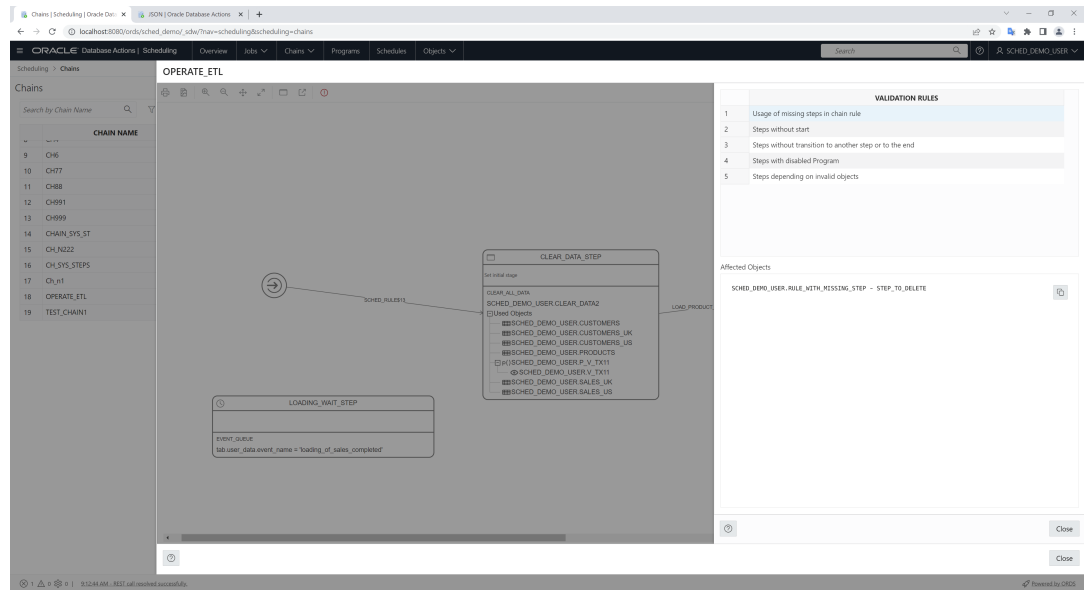 Chains | Scheduling | Oracle Data
JSON | Oracle Database Actions
localhost:8080/ords/sched_demo/_sdw/?nav=scheduling&scheduling=chains
ORACLE Database Actions | Scheduling
Overview
Jobs
Chains
Programs
Schedules
Objects
Search
SCHED_DEMO_USER
Scheduling > Chains
OPERATE_ETL
Chains
Search by Chain Name
CHAIN NAME
9 CH6
10 CH77
11 CH88
12 CH991
13 CH999
14 CHAIN_SYS_ST
15 CH_N222
16 CH_SYS_STEPS
17 Ch_n1
18 OPERATE_ETL
19 TEST_CHAIN1
SCHED_RULE$13
CLEAR_DATA_STEP
Set initial stage
CLEAR_ALL_DATA
SCHED_DEMO_USER.CLEAR_DATA2
Used Objects
SCHED_DEMO_USER.CUSTOMERS
SCHED_DEMO_USER.CUSTOMERS_UK
SCHED_DEMO_USER.CUSTOMERS_US
SCHED_DEMO_USER.PRODUCTS
p()SCHED_DEMO_USER.P_V_TX11
SCHED_DEMO_USER.V_TX11
SCHED_DEMO_USER.SALES_UK
SCHED_DEMO_USER.SALES_US
LOAD_PRODUCT
LOADING_WAIT_STEP
EVENT_QUEUE
tab.user_data.event_name = 'loading_of_sales_completed'
VALIDATION RULES
1 Usage of missing steps in chain rule
2 Steps without start
3 Steps without transition to another step or to the end
4 Steps with disabled Program
5 Steps depending on invalid objects
Affected Objects
SCHED_DEMO_USER.RULE_WITH_MISSING_STEP - STEP_TO_DELETE
Close
Close
1 0 0 | 9:12:44 AM - REST call resolved successfully.
Powered by ORDS